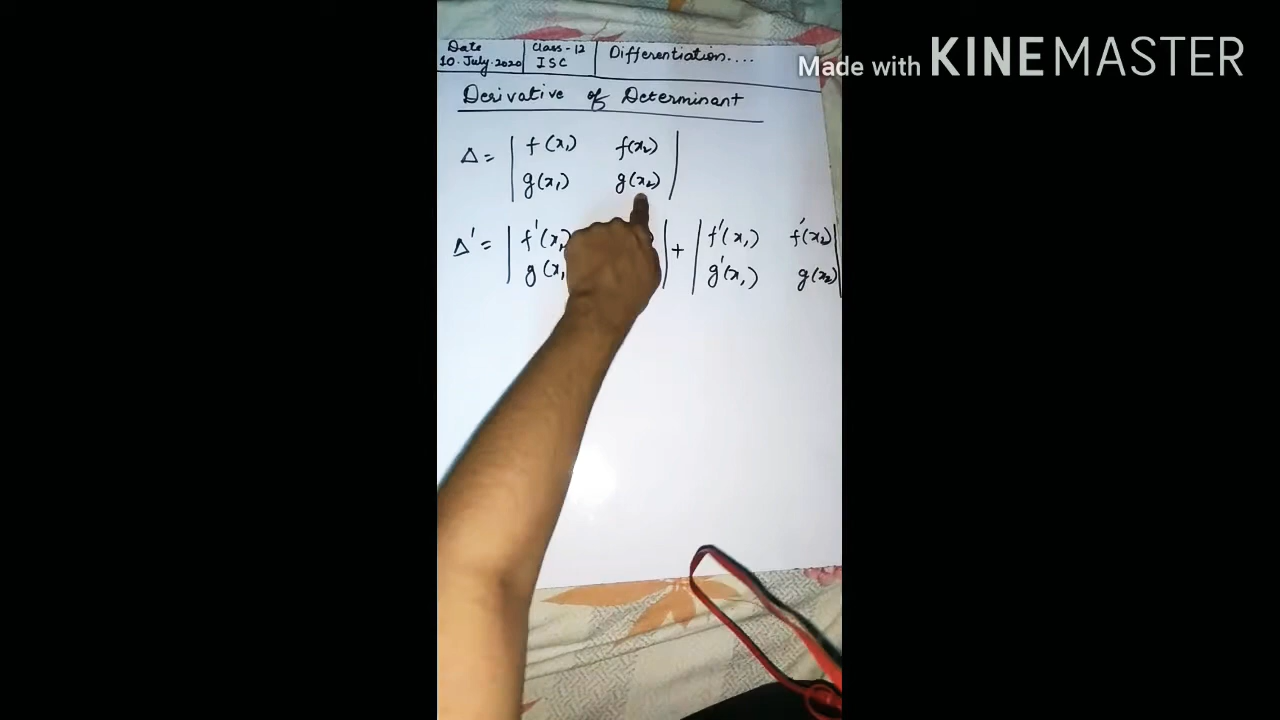 Made with KINEMASTER
Date
10.July.2020
Class-12
ISC
Differentiation....
Derivative of Determinant
Δ = | f(x₁) f(x₂) |
| g(x₁) g(x₂) |
Δ' = | f'(x₁ | + | f'(x₁) f'(x₂) |
| g(x₁ | | g'(x₁) g(x₂) |